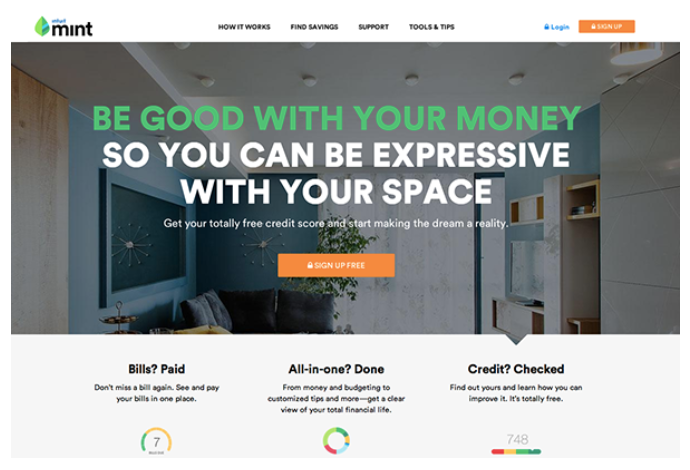 intuit
mint
HOW IT WORKS
FIND SAVINGS
SUPPORT
TOOLS & TIPS
Login
SIGN UP
BE GOOD WITH YOUR MONEY
SO YOU CAN BE EXPRESSIVE
WITH YOUR SPACE
Get your totally free credit score and start making the dream a reality.
SIGN UP FREE
Bills? Paid
Don't miss a bill again. See and pay
your bills in one place.
All-in-one? Done
From money and budgeting to
customized tips and more—get a clear
view of your total financial life.
Credit? Checked
Find out yours and learn how you can
improve it. It's totally free.
7
748